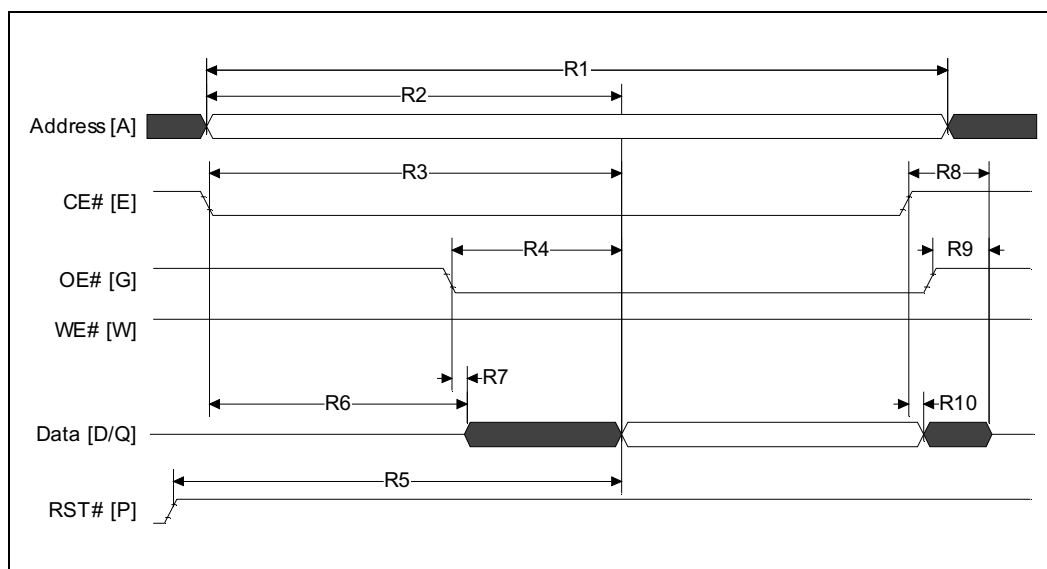 R1
R2
Address [A]
R3
R8
CE# [E]
R4
R9
OE# [G]
WE# [W]
R7
R6
R10
Data [D/Q]
R5
RST# [P]